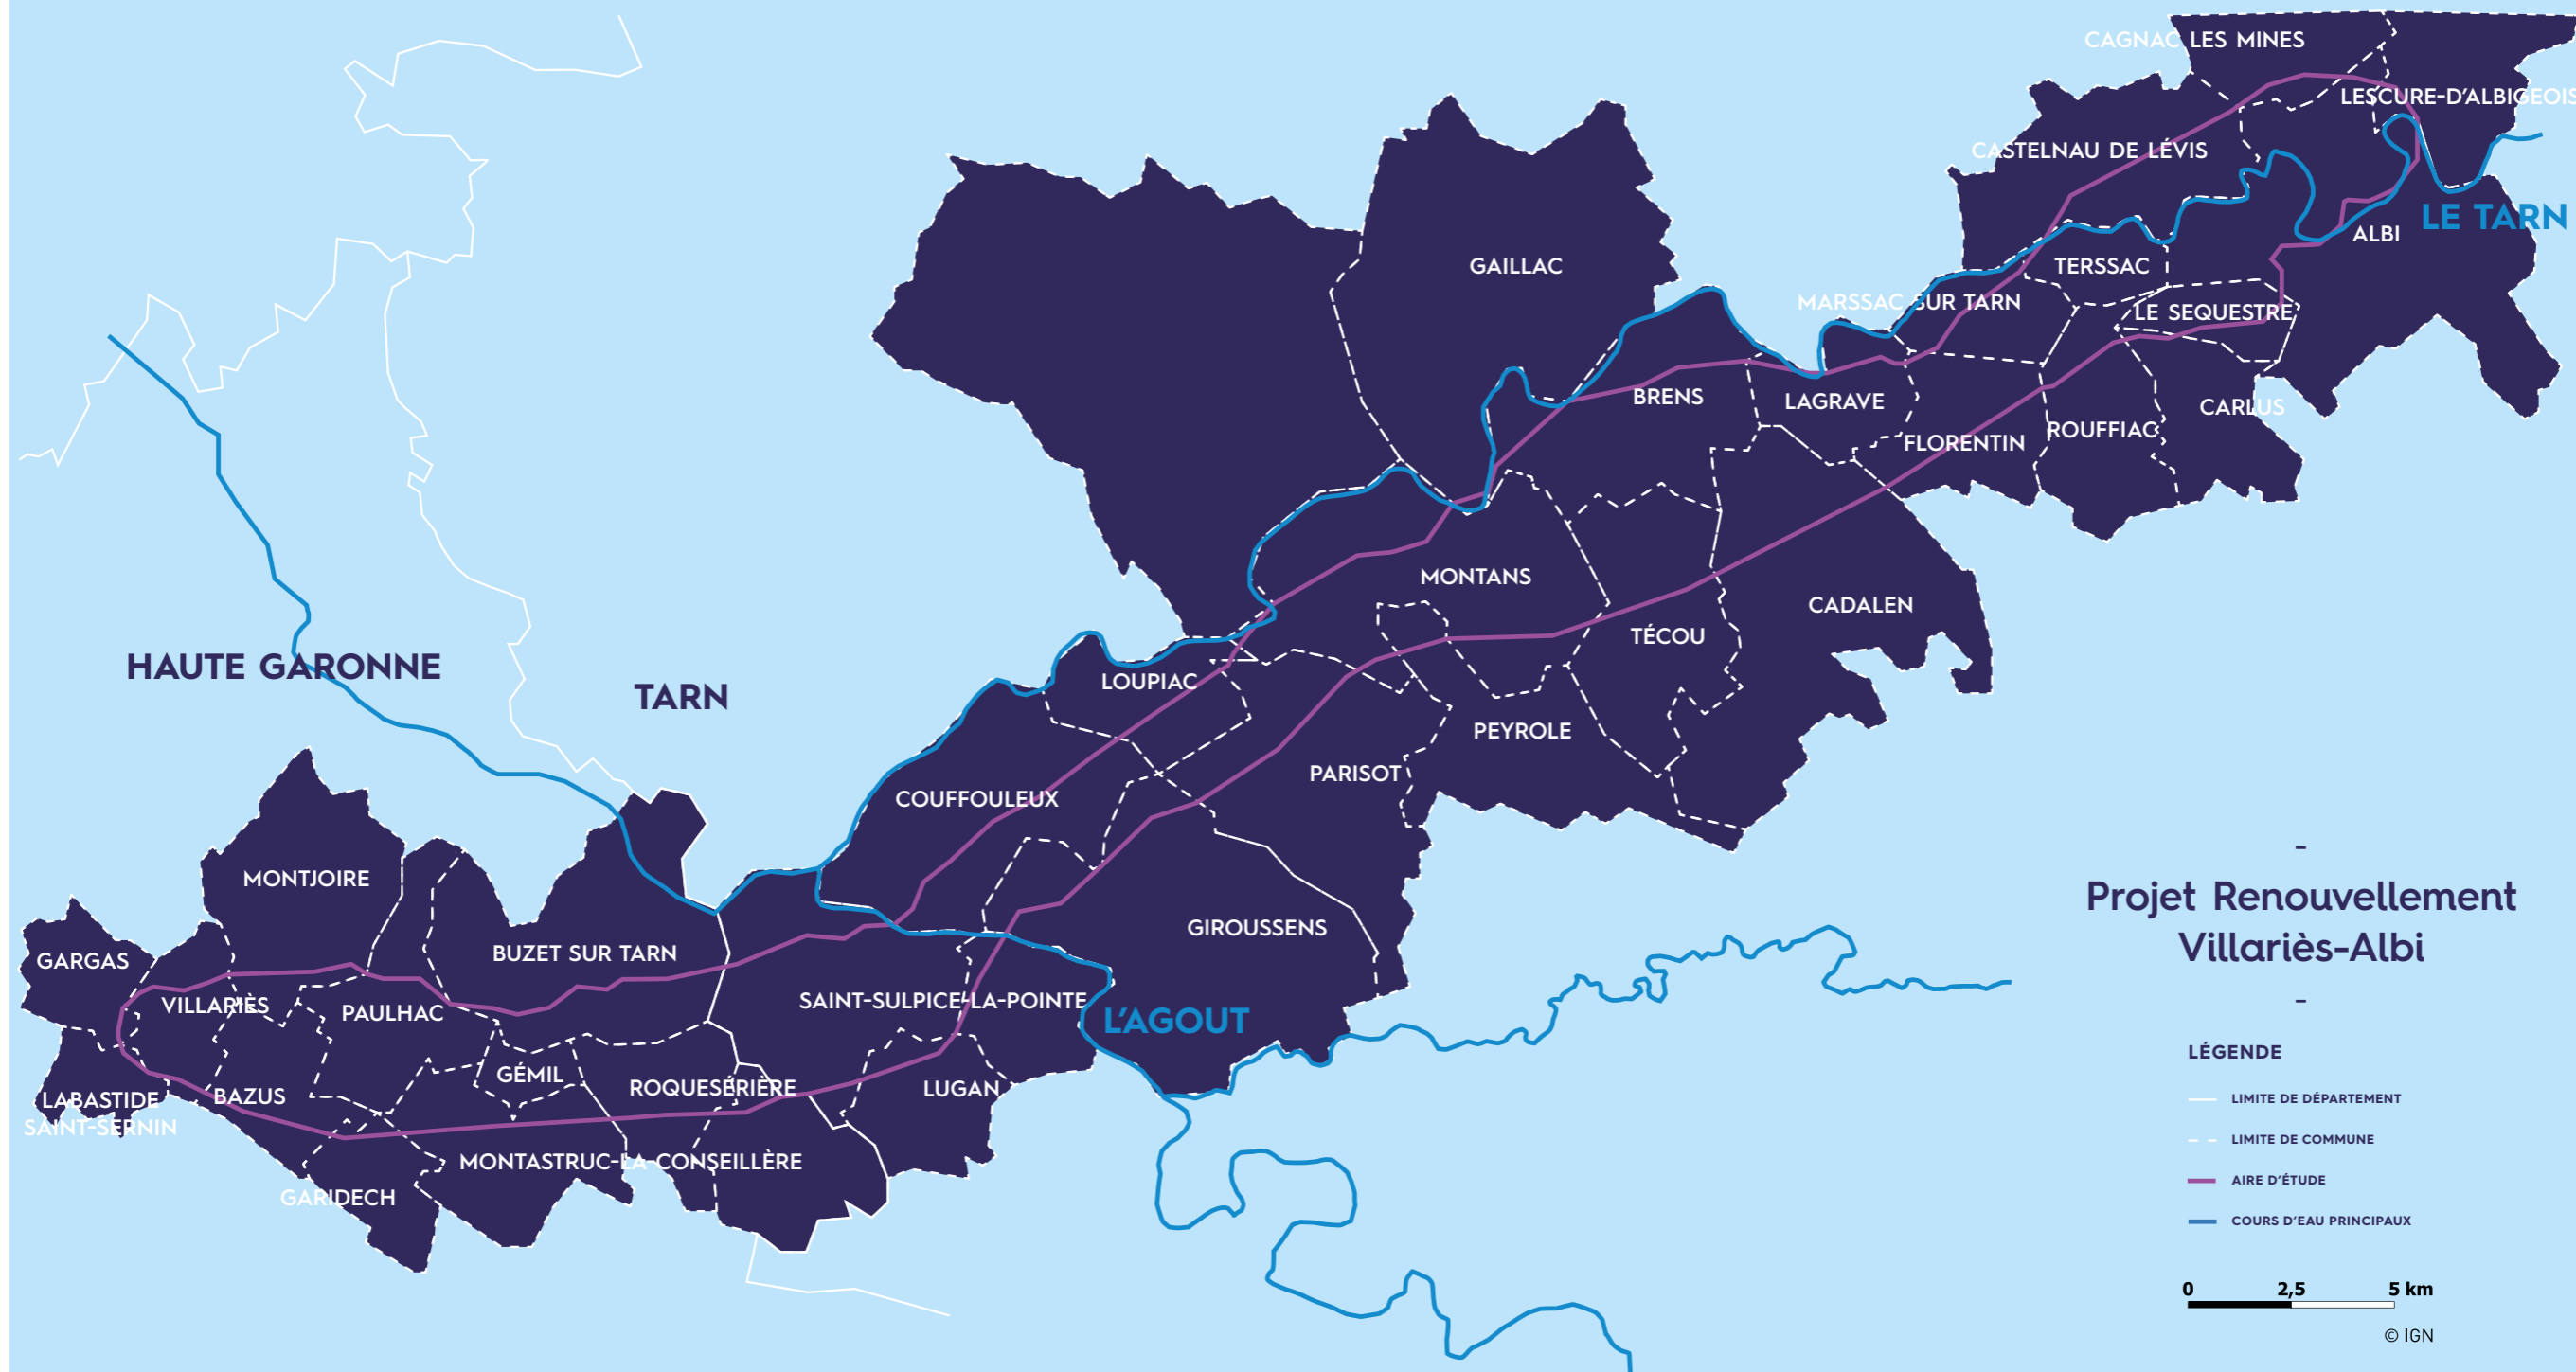 CAGNAC LES MINES
LESCURE-D'ALBIGEOIS
CASTELNAU DE LÉVIS
LE TARN
ALBI
GAILLAC
TERSSAC
MARSSAC SUR TARN
LE SEQUESTRE
BRENS
LAGRAVE
CARLUS
ROUFFIAC
FLORENTIN
MONTANS
CADALEN
TÉCOU
HAUTE GARONNE
TARN
LOUPIAC
PEYROLE
PARISOT
COUFFOULEUX
MONTJOIRE
GIROUSSENS
BUZET SUR TARN
GARGAS
SAINT-SULPICE-LA-POINTE
VILLARIÈS
PAULHAC
L'AGOUT
GÉMIL
ROQUESÉRIÈRE
LUGAN
BAZUS
LABASTIDE
SAINT-SERNIN
MONTASTRUC-LA-CONSEILLÈRE
GARIDECH
–
Projet Renouvellement
Villariès-Albi
–
LÉGENDE
LIMITE DE DÉPARTEMENT
LIMITE DE COMMUNE
AIRE D'ÉTUDE
COURS D'EAU PRINCIPAUX
0 2,5 5 km
© IGN